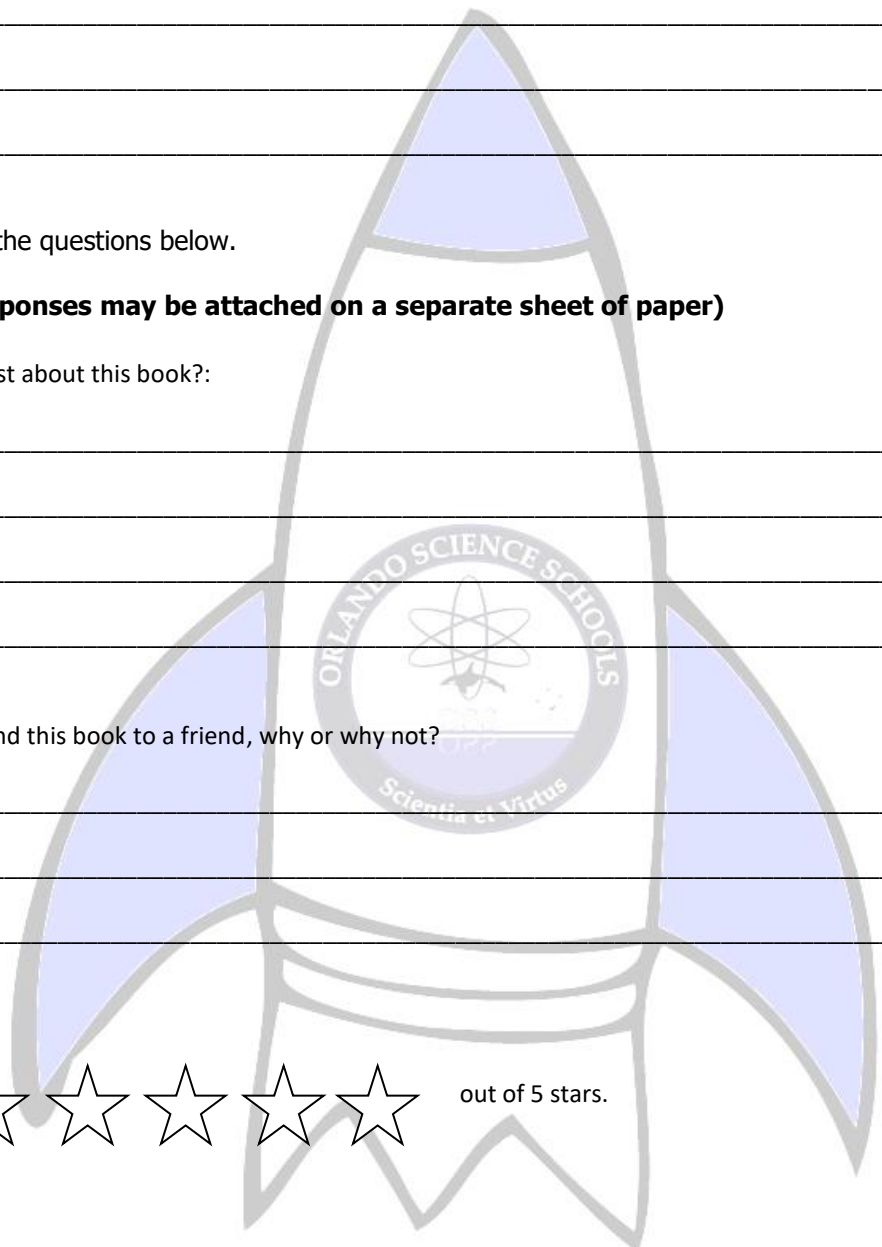 the questions below.
ponses may be attached on a separate sheet of paper)
st about this book?:
ORLANDO SCIENCE SCHOOLS
nd this book to a friend, why or why not?
Scientia et Virtus
out of 5 stars.